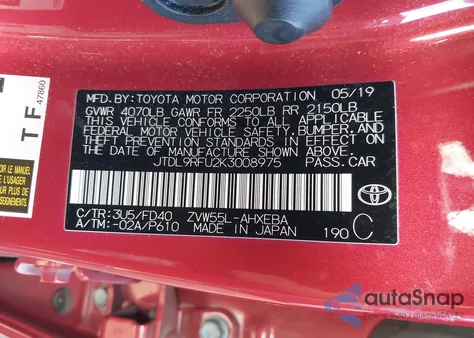 MFD. BY: TOYOTA MOTOR CORPORATION 05/19
GVWR 4070LB GAWR FR 2250LB RR 2150LB
THIS VEHICLE CONFORMS TO ALL APPLICABLE
FEDERAL MOTOR VEHICLE SAFETY, BUMPER, AND
THEFT PREVENTION STANDARDS IN EFFECT ON
THE DATE OF MANUFACTURE SHOWN ABOVE.
JTDL9RFU2K3008975 PASS.CAR
C/TR: 3U5/FD40 ZVW55L-AHXEBA
A/TM: -02A/P610 MADE IN JAPAN 190 C
TF
47860
autoSnap